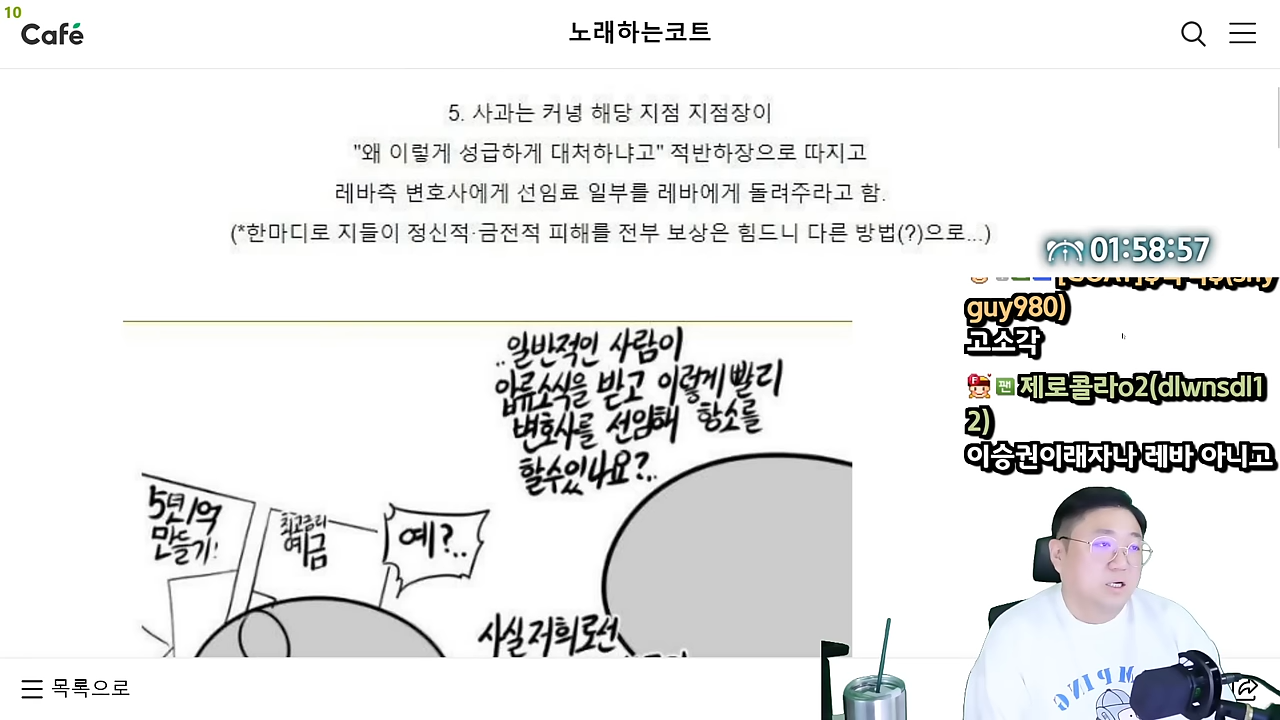 10
Café
노래하는코트
5. 사과는 커녕 해당 지점 지점장이
"왜 이렇게 성급하게 대처하냐고" 적반하장으로 따지고
레바측 변호사에게 선임료 일부를 레바에게 돌려주라고 함.
(*한마디로 지들이 정신적·금전적 피해를 전부 보상은 힘드니 다른 방법(?)으로...)
01:58:57
guy980)
고소각
제로콜라o2(dlwnsdl1
2)
이승권이래자나 레바 아니고
..일반적인 사람이
압류소식을 받고 이렇게 빨리
변호사를 선임해 항소를
할수있나요?..
5년 1억
만들기!
최고금리
예금
예?..
사실 저희로선
목록으로